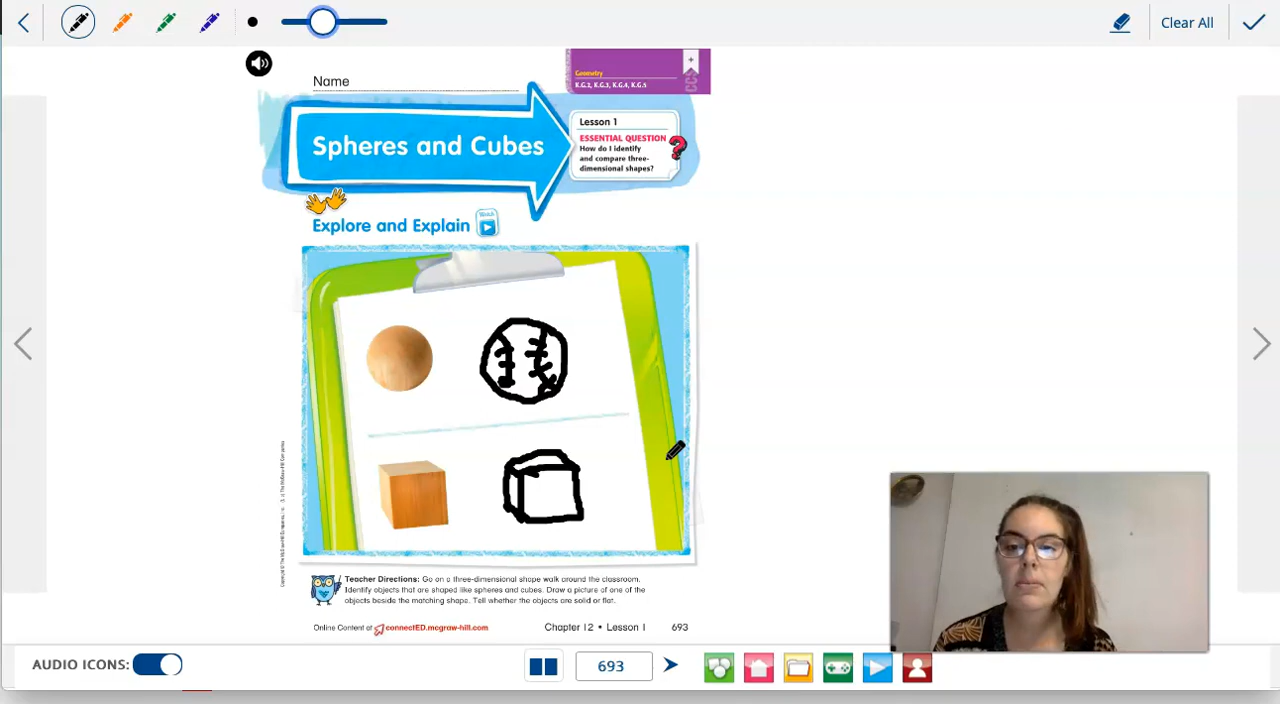 Clear All
Name
Geometry
K.G.2, K.G.3, K.G.4, K.G.5
CCSS
Spheres and Cubes
Lesson 1
ESSENTIAL QUESTION
How do I identify
and compare three-
dimensional shapes?
?
Explore and Explain
Watch
Teacher Directions: Go on a three-dimensional shape walk around the classroom.
Identify objects that are shaped like spheres and cubes. Draw a picture of one of the
objects beside the matching shape. Tell whether the objects are solid or flat.
Online Content at connectED.mcgraw-hill.com
Chapter 12 • Lesson 1 693
AUDIO ICONS:
693